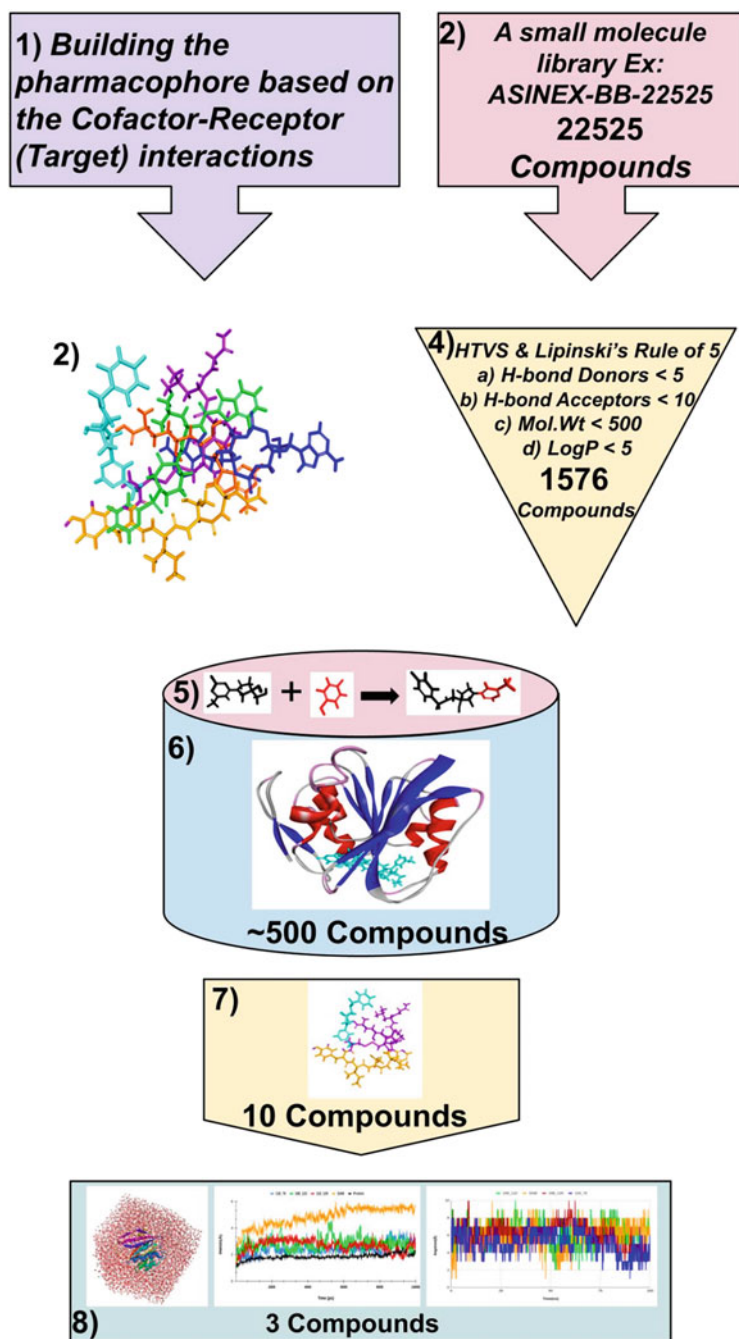 1) Building the
pharmacophore based on
the Cofactor-Receptor
(Target) interactions
2) A small molecule
library Ex:
ASINEX-BB-22525
22525
Compounds
2)
4) HTVS & Lipinski's Rule of 5
a) H-bond Donors < 5
b) H-bond Acceptors < 10
c) Mol.Wt < 500
d) LogP < 5
1576
Compounds
5) +
6)
~500 Compounds
7)
10 Compounds
8) 3 Compounds